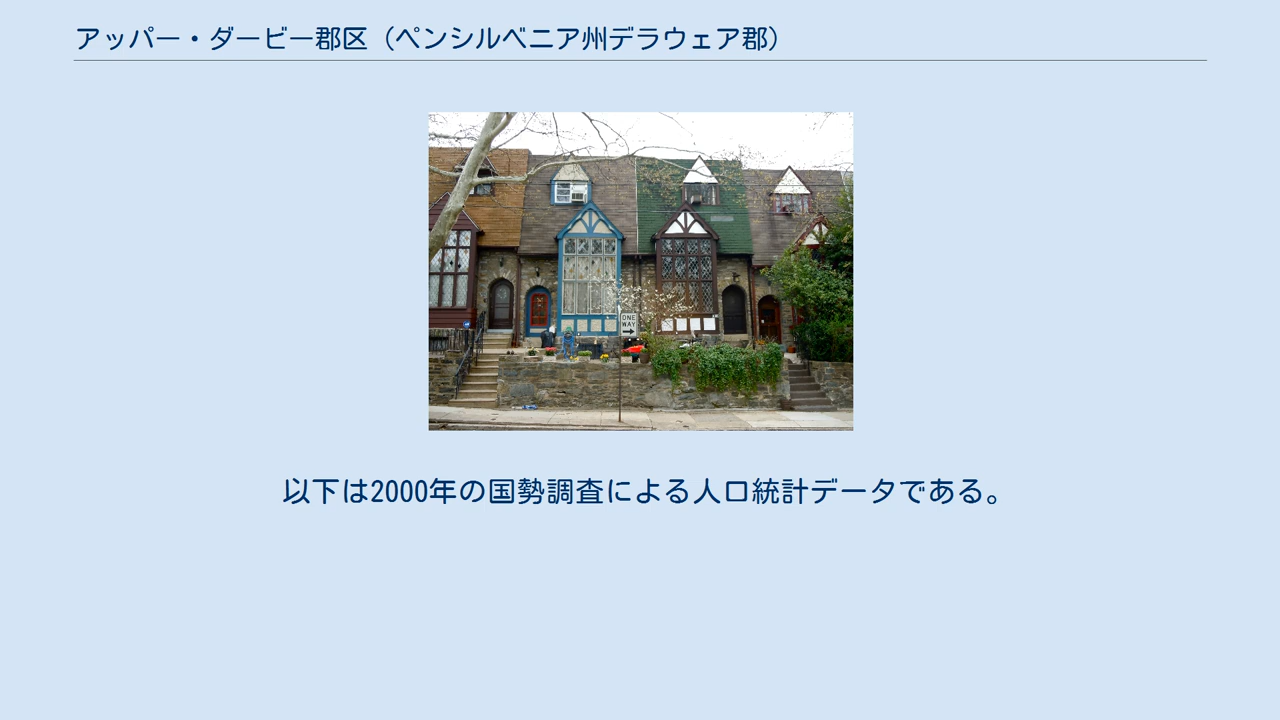 アッパー・ダービー郡区（ペンシルベニア州デラウェア郡）
ONE
WAY
以下は2000年の国勢調査による人口統計データである。